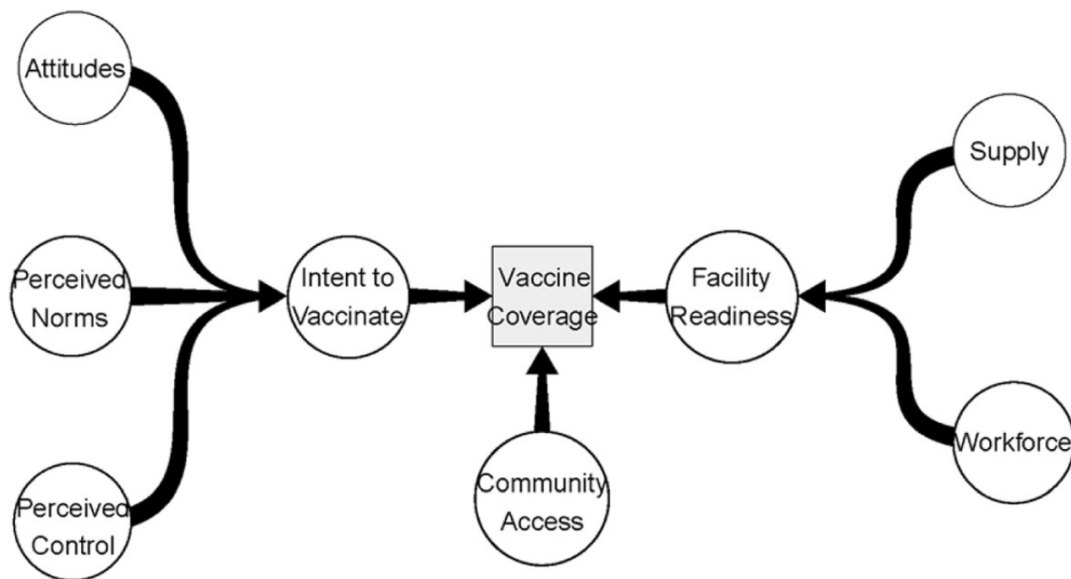 Attitudes
Perceived
Norms
Perceived
Control
Intent to
Vaccinate
Vaccine
Coverage
Community
Access
Facility
Readiness
Supply
Workforce